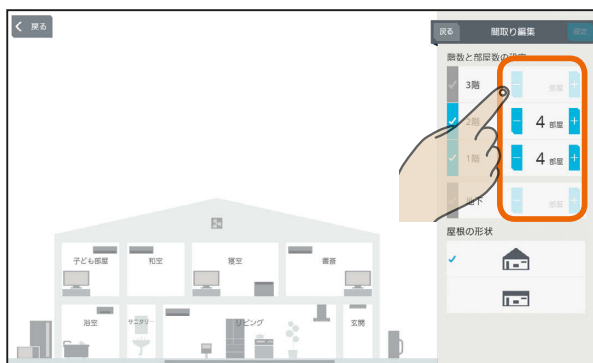 戻る
戻る 間取り編集 設定
階数と部屋数の設定
3階 部屋
2階 4 部屋
1階 4 部屋
地下 部屋
屋根の形状
子ども部屋 和室 寝室 書斎
浴室 サニタリー リビング 玄関